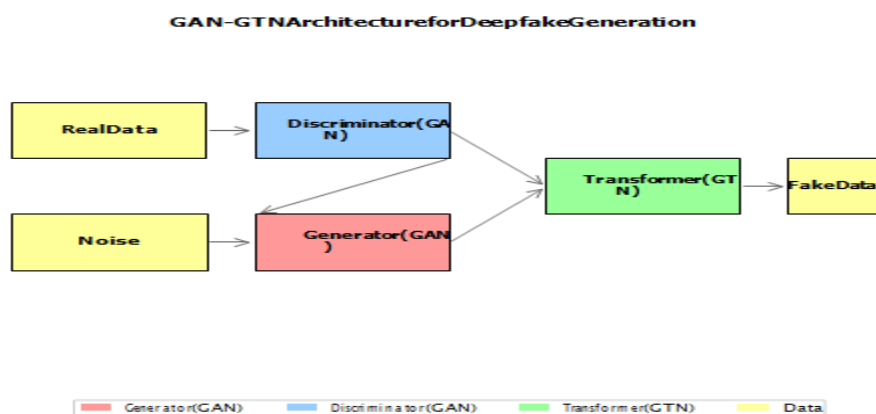 GAN-GTNArchitectureforDeepfakeGeneration
RealData
Discriminator(GA
N)
Transformer(GT
N)
FakeData
Noise
Generator(GAN
)
Generator(GAN)
Discriminator(GAN)
Transformer(GTN)
Data